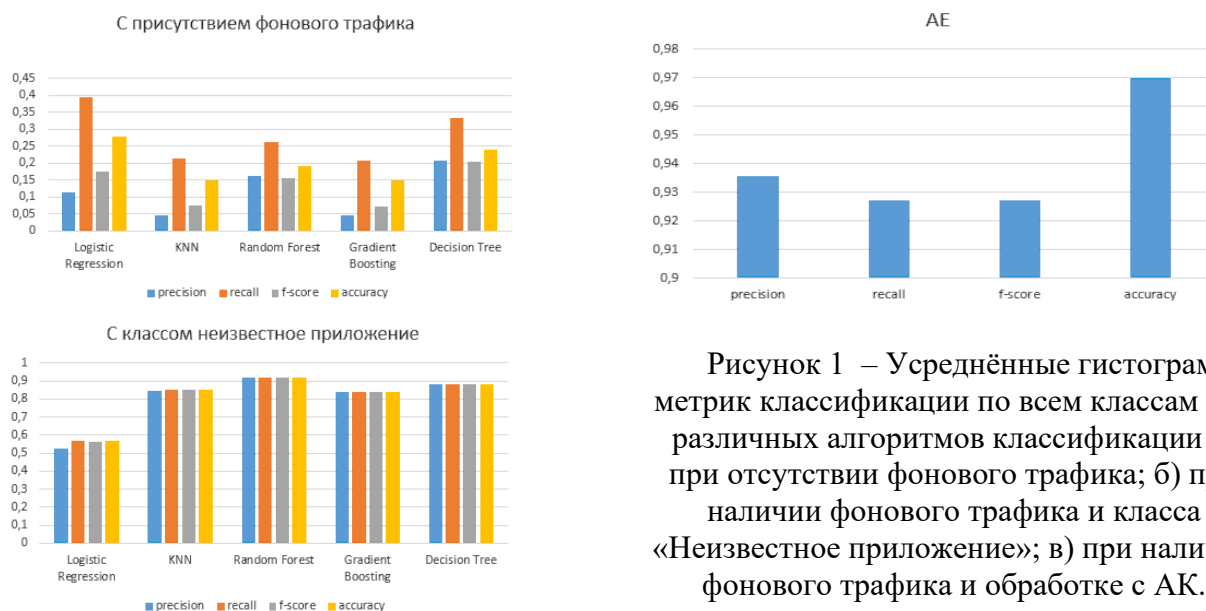 С присутствием фонового трафика
0,45
0,4
0,35
0,3
0,25
0,2
0,15
0,1
0,05
0
Logistic Regression
KNN
Random Forest
Gradient Boosting
Decision Tree
precision recall f-score accuracy
С классом неизвестное приложение
1
0,9
0,8
0,7
0,6
0,5
0,4
0,3
0,2
0,1
0
Logistic Regression
KNN
Random Forest
Gradient Boosting
Decision Tree
precision recall f-score accuracy
AE
0,98
0,97
0,96
0,95
0,94
0,93
0,92
0,91
0,9
precision
recall
f-score
accuracy
Рисунок 1 – Усреднённые гистограм
метрик классификации по всем классам
различных алгоритмов классификации
при отсутствии фонового трафика; б) п
наличии фонового трафика и класса
«Неизвестное приложение»; в) при нали
фонового трафика и обработке с АК.